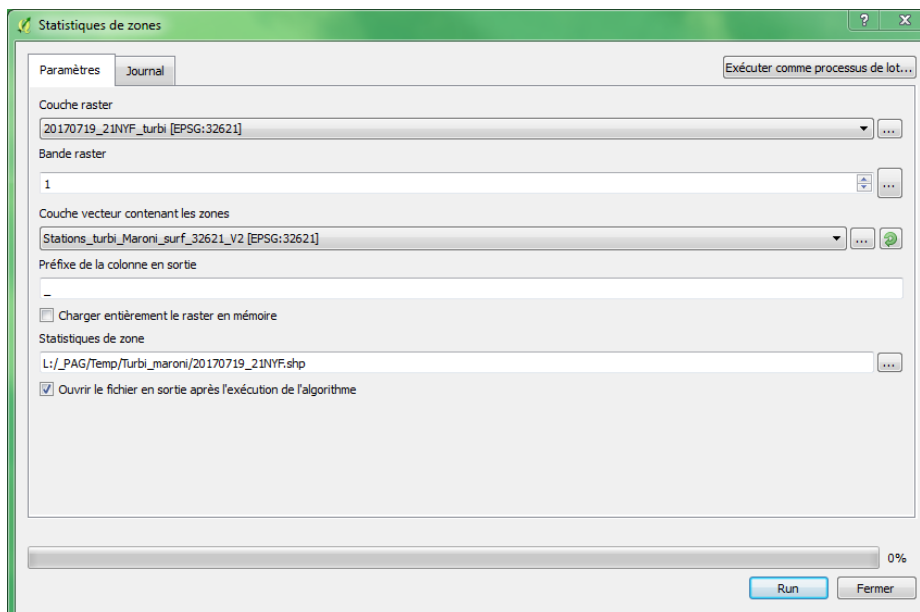 Statistiques de zones
Paramètres
Journal
Exécuter comme processus de lot...
Couche raster
20170719_21NYF_turbi [EPSG:32621]
...
Bande raster
1
...
Couche vecteur contenant les zones
Stations_turbi_Maroni_surf_32621_V2 [EPSG:32621]
...
Préfixe de la colonne en sortie
_
Charger entièrement le raster en mémoire
Statistiques de zone
L:/_PAG/Temp/Turbi_maroni/20170719_21NYF.shp
...
Ouvrir le fichier en sortie après l'exécution de l'algorithme
0%
Run
Fermer